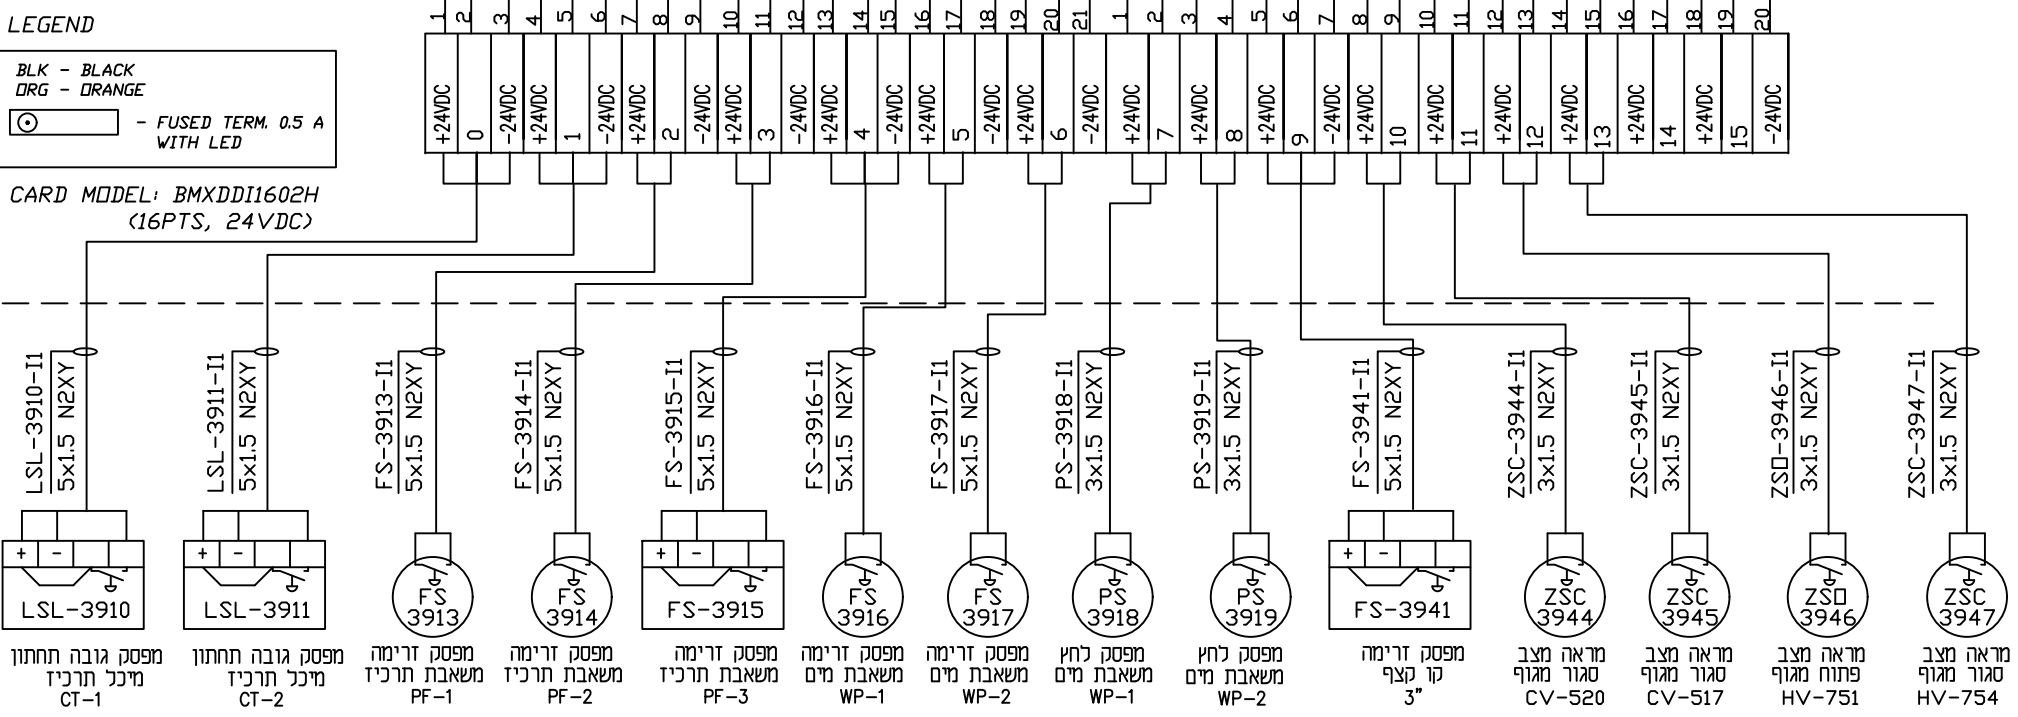 LEGEND
BLK - BLACK
ORG - ORANGE
- FUSED TERM. 0.5 A
WITH LED
CARD MODEL: BMXDDI1602H
(16PTS, 24VDC)
1 2 3 4 5 6 7 8 9 10 11 12 13 14 15 16 17 18 19 20 21 1 2 3 4 5 6 7 8 9 10 11 12 13 14 15 16 17 18 19 20
+24VDC 0 -24VDC +24VDC 1 -24VDC +24VDC 2 -24VDC +24VDC 3 -24VDC +24VDC 4 -24VDC +24VDC 5 -24VDC +24VDC 6 -24VDC +24VDC 7 +24VDC 8 +24VDC 9 -24VDC +24VDC 10 +24VDC 11 +24VDC 12 +24VDC 13 +24VDC 14 +24VDC 15 -24VDC
LSL-3910-I1
5x1.5 N2XY
LSL-3911-I1
5x1.5 N2XY
FS-3913-I1
5x1.5 N2XY
FS-3914-I1
5x1.5 N2XY
FS-3915-I1
5x1.5 N2XY
FS-3916-I1
5x1.5 N2XY
FS-3917-I1
5x1.5 N2XY
PS-3918-I1
3x1.5 N2XY
PS-3919-I1
3x1.5 N2XY
FS-3941-I1
5x1.5 N2XY
ZSC-3944-I1
3x1.5 N2XY
ZSC-3945-I1
3x1.5 N2XY
ZSO-3946-I1
3x1.5 N2XY
ZSC-3947-I1
3x1.5 N2XY
+ -
LSL-3910
מפסק גובה תחתון
מיכל תרכיז
CT-1
+ -
LSL-3911
מפסק גובה תחתון
מיכל תרכיז
CT-2
FS
3913
מפסק זרימה
משאבת תרכיז
PF-1
FS
3914
מפסק זרימה
משאבת תרכיז
PF-2
+ -
FS-3915
מפסק זרימה
משאבת תרכיז
PF-3
FS
3916
מפסק זרימה
משאבת מים
WP-1
FS
3917
מפסק זרימה
משאבת מים
WP-2
PS
3918
מפסק לחץ
משאבת מים
WP-1
PS
3919
מפסק לחץ
משאבת מים
WP-2
+ -
FS-3941
מפסק זרימה
קו קצף
3"
ZSC
3944
מראה מצב
סגור מגוף
CV-520
ZSC
3945
מראה מצב
סגור מגוף
CV-517
ZSO
3946
מראה מצב
פתוח מגוף
HV-751
ZSC
3947
מראה מצב
סגור מגוף
HV-754